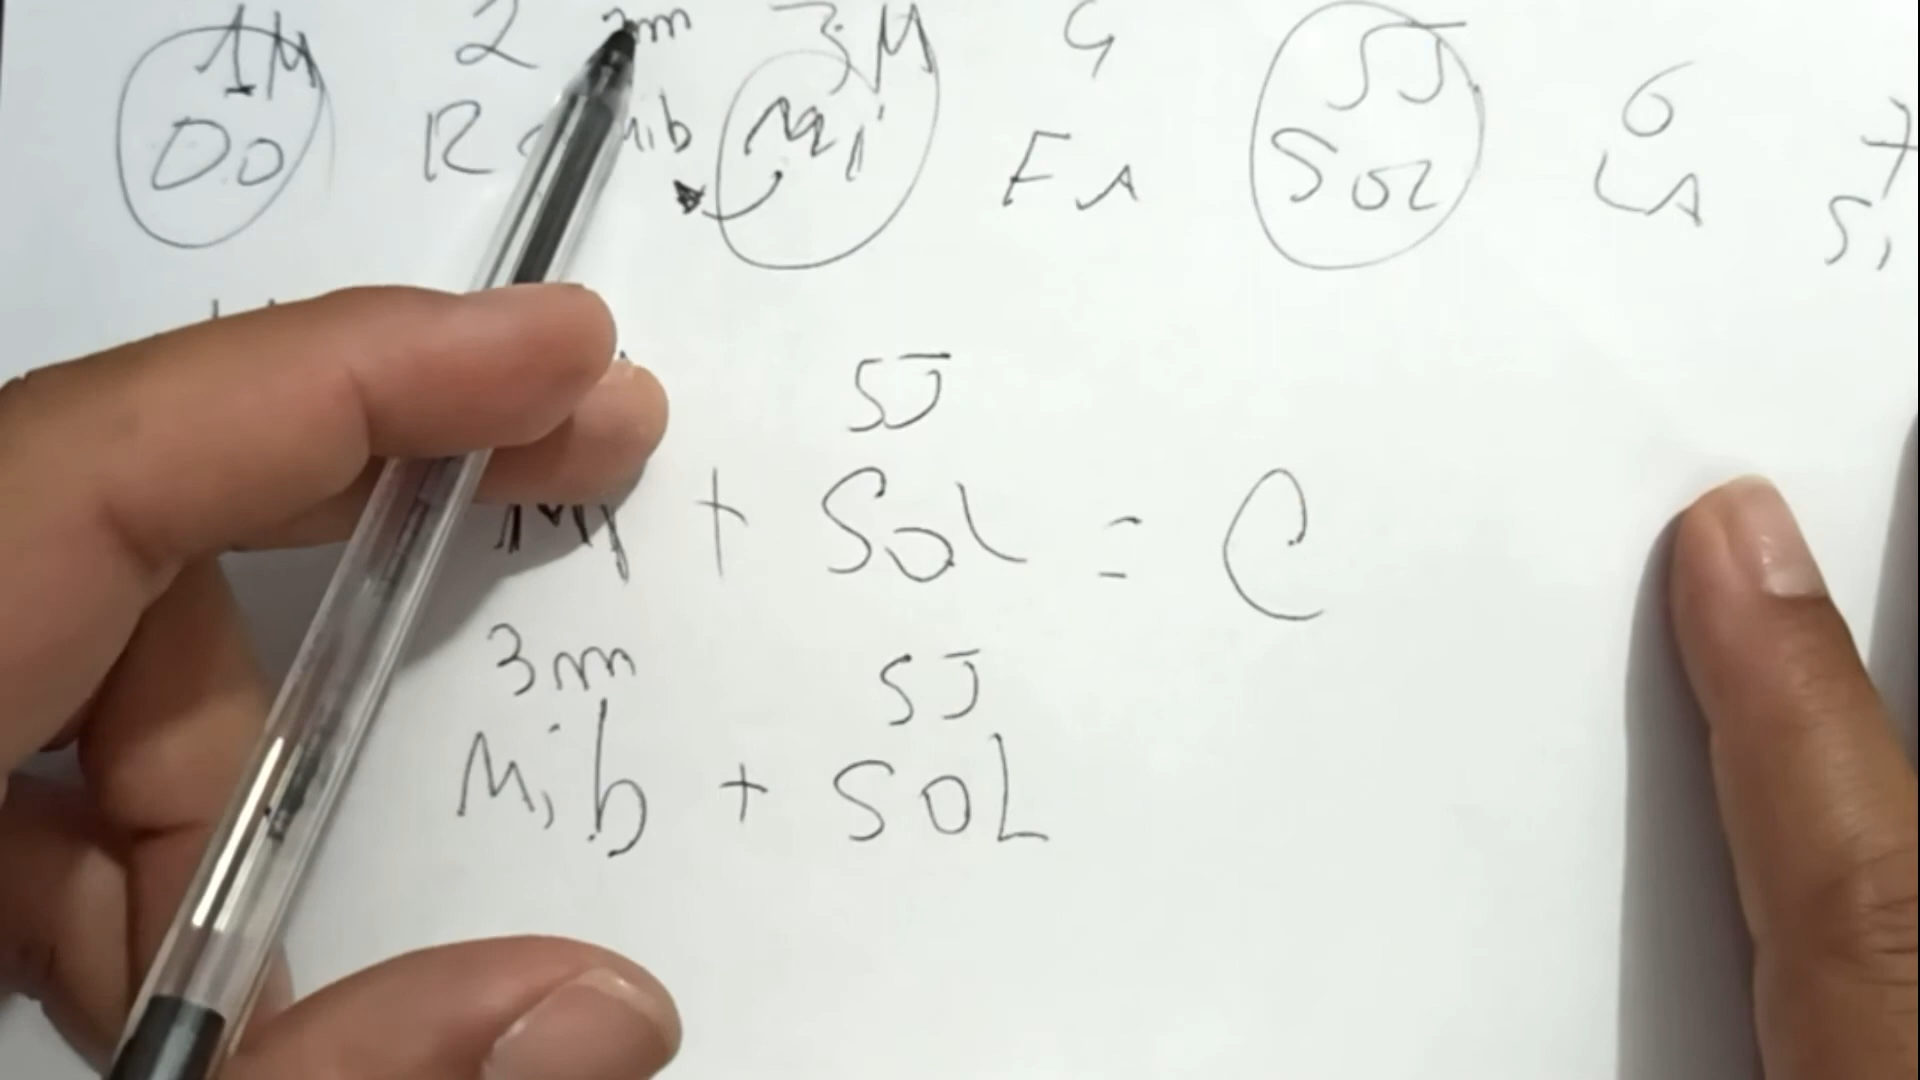 1M 2 3m 3M 4 5J 6 7
Do Mib Mi FA Sol LA Si
5J
Mi + Sol = C
3m 5J
Mib + SOL